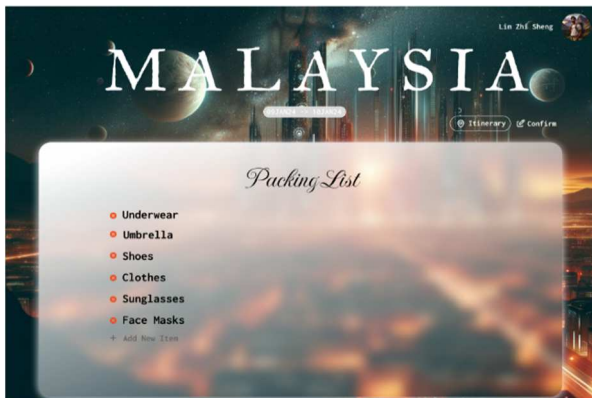 Lim Zhi Sheng
MALAYSIA
Itinerary
Confirm
Packing List
Underwear
Umbrella
Shoes
Clothes
Sunglasses
Face Masks
+ Add New Item